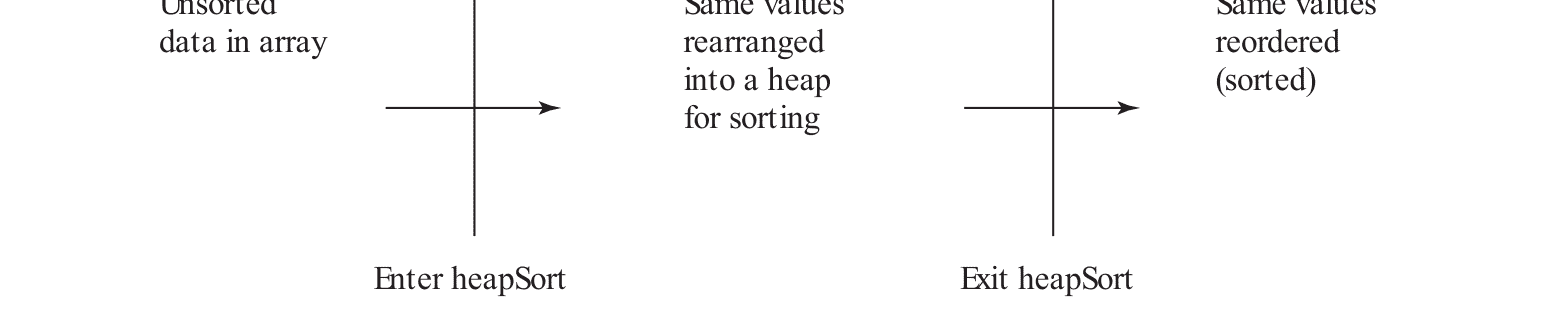 Unsorted
data in array
Same values
rearranged
into a heap
for sorting
Same values
reordered
(sorted)
Enter heapSort
Exit heapSort